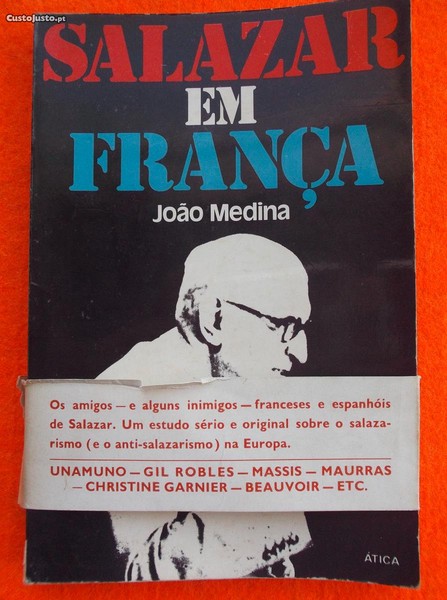 CustoJusto.pt
SALAZAR
EM
FRANÇA
João Medina
Os amigos — e alguns inimigos — franceses e espanhóis
de Salazar. Um estudo sério e original sobre o salaza-
rismo (e o anti-salazarismo) na Europa.
UNAMUNO — GIL ROBLES — MASSIS — MAURRAS
— CHRISTINE GARNIER — BEAUVOIR — ETC.
ÁTICA